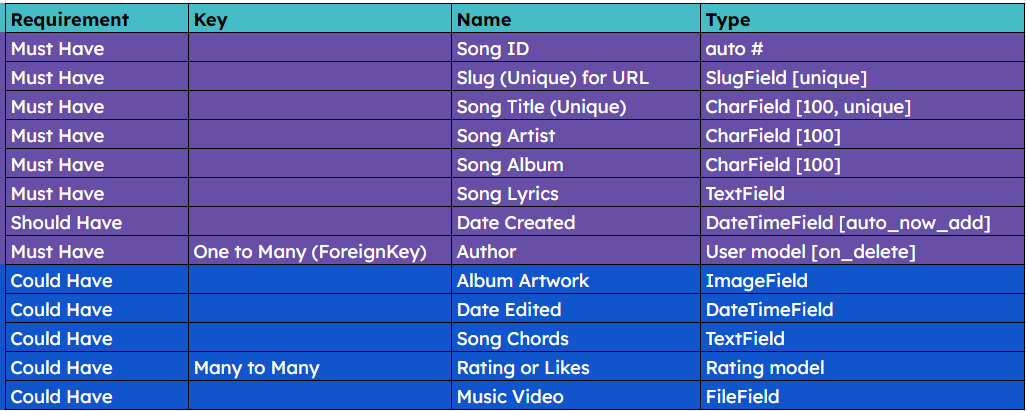 Requirement Key Name Type
Must Have Song ID auto #
Must Have Slug (Unique) for URL SlugField [unique]
Must Have Song Title (Unique) CharField [100, unique]
Must Have Song Artist CharField [100]
Must Have Song Album CharField [100]
Must Have Song Lyrics TextField
Should Have Date Created DateTimeField [auto_now_add]
Must Have One to Many (ForeignKey) Author User model [on_delete]
Could Have Album Artwork ImageField
Could Have Date Edited DateTimeField
Could Have Song Chords TextField
Could Have Many to Many Rating or Likes Rating model
Could Have Music Video FileField